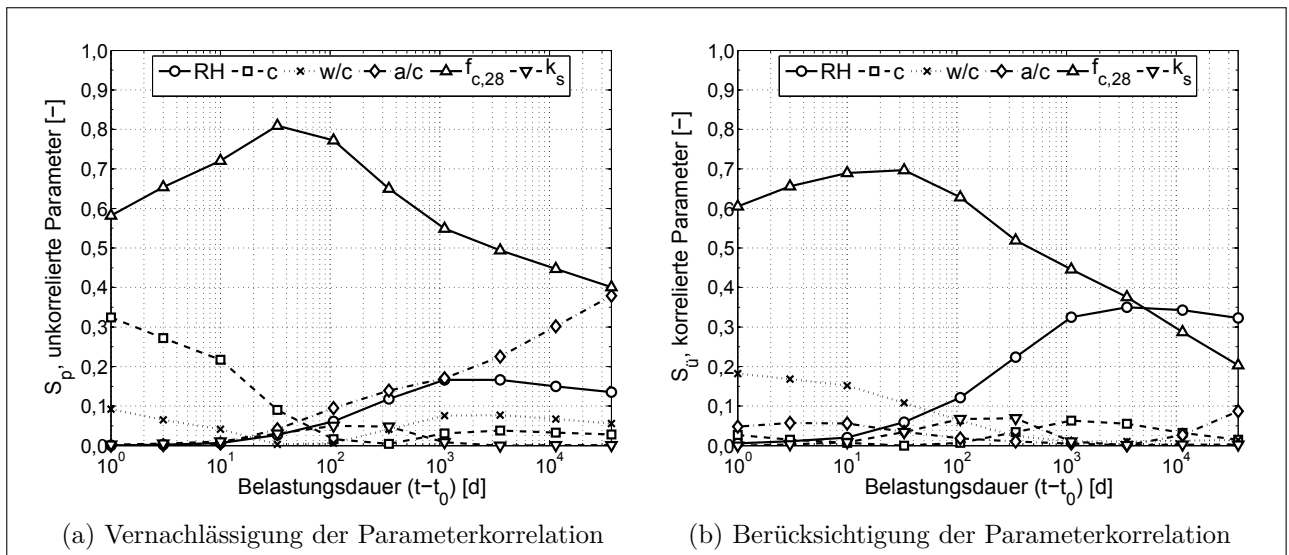 1,0
0,9
0,8
0,7
0,6
0,5
0,4
0,3
0,2
0,1
0,0
S_p, unkorrelierte Parameter [−]
RH c w/c a/c f_c,28 k_s
10^0 10^1 10^2 10^3 10^4
Belastungsdauer (t−t_0) [d]
(a) Vernachlässigung der Parameterkorrelation
1,0
0,9
0,8
0,7
0,6
0,5
0,4
0,3
0,2
0,1
0,0
S_ü, korrelierte Parameter [−]
RH c w/c a/c f_c,28 k_s
10^0 10^1 10^2 10^3 10^4
Belastungsdauer (t−t_0) [d]
(b) Berücksichtigung der Parameterkorrelation